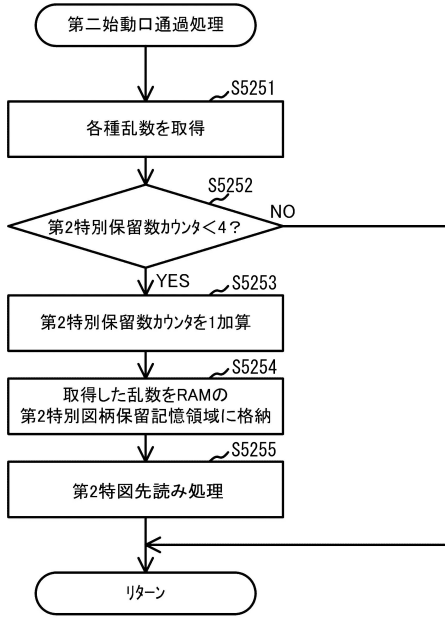 第二始動口通過処理
S5251
各種乱数を取得
S5252
第2特別保留数カウンタ<4?
NO
YES
S5253
第2特別保留数カウンタを1加算
S5254
取得した乱数をRAMの
第2特別図柄保留記憶領域に格納
S5255
第2特図先読み処理
リターン